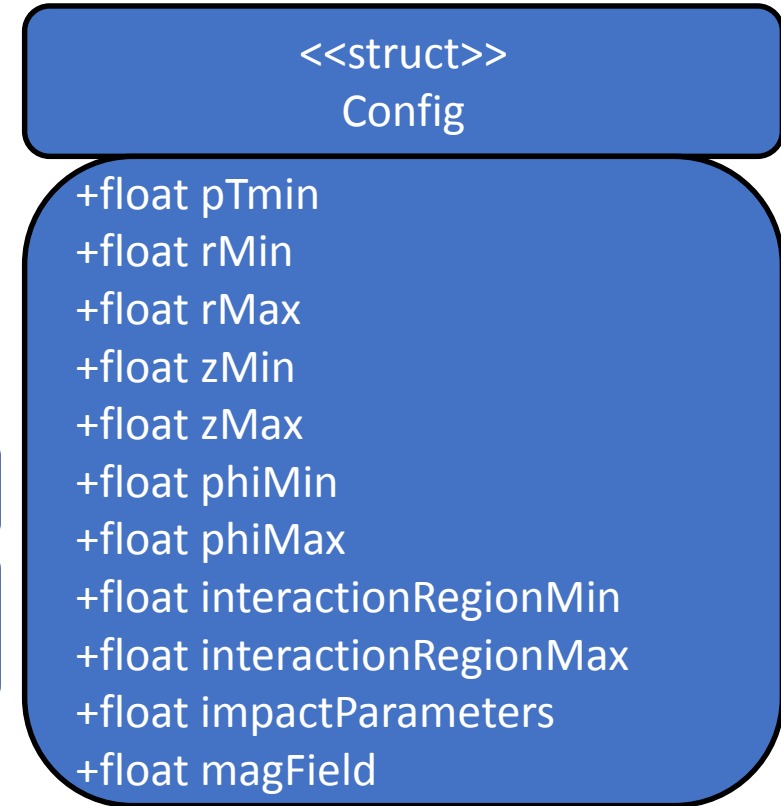 <<struct>>
Config
+float pTmin
+float rMin
+float rMax
+float zMin
+float zMax
+float phiMin
+float phiMax
+float interactionRegionMin
+float interactionRegionMax
+float impactParameters
+float magField